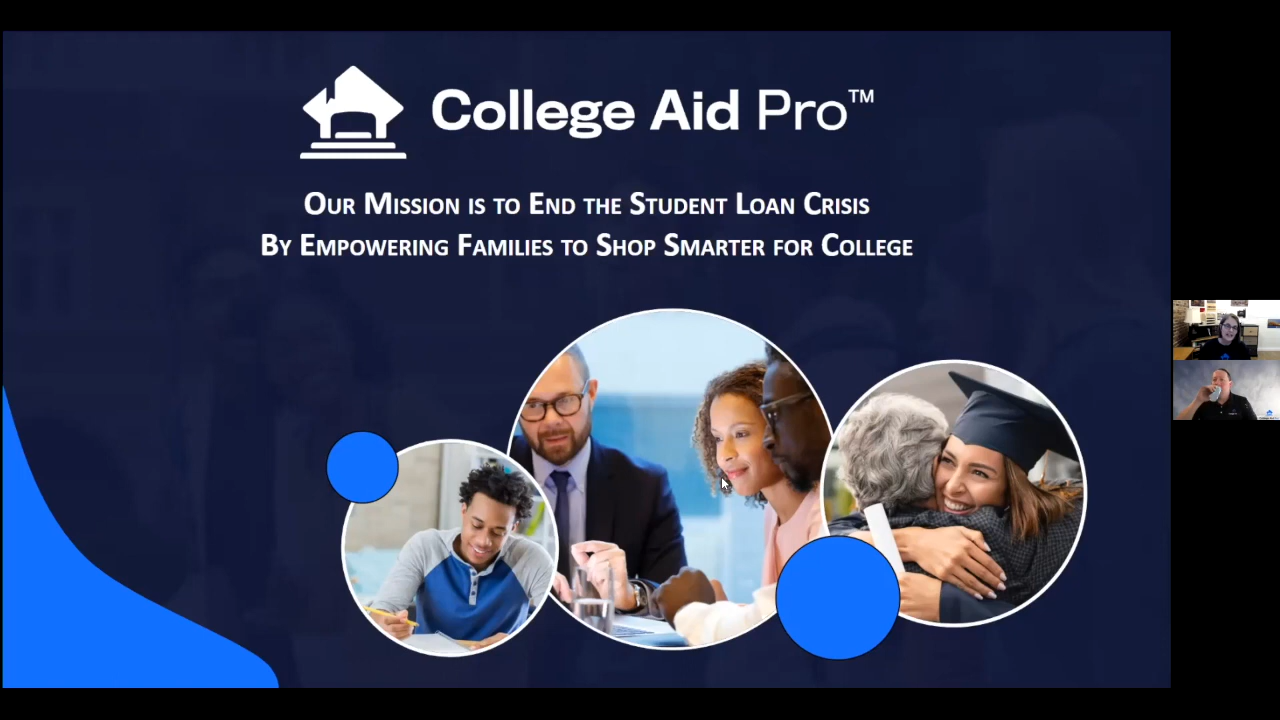 College Aid Pro™
Our Mission is to End the Student Loan Crisis
By Empowering Families to Shop Smarter for College